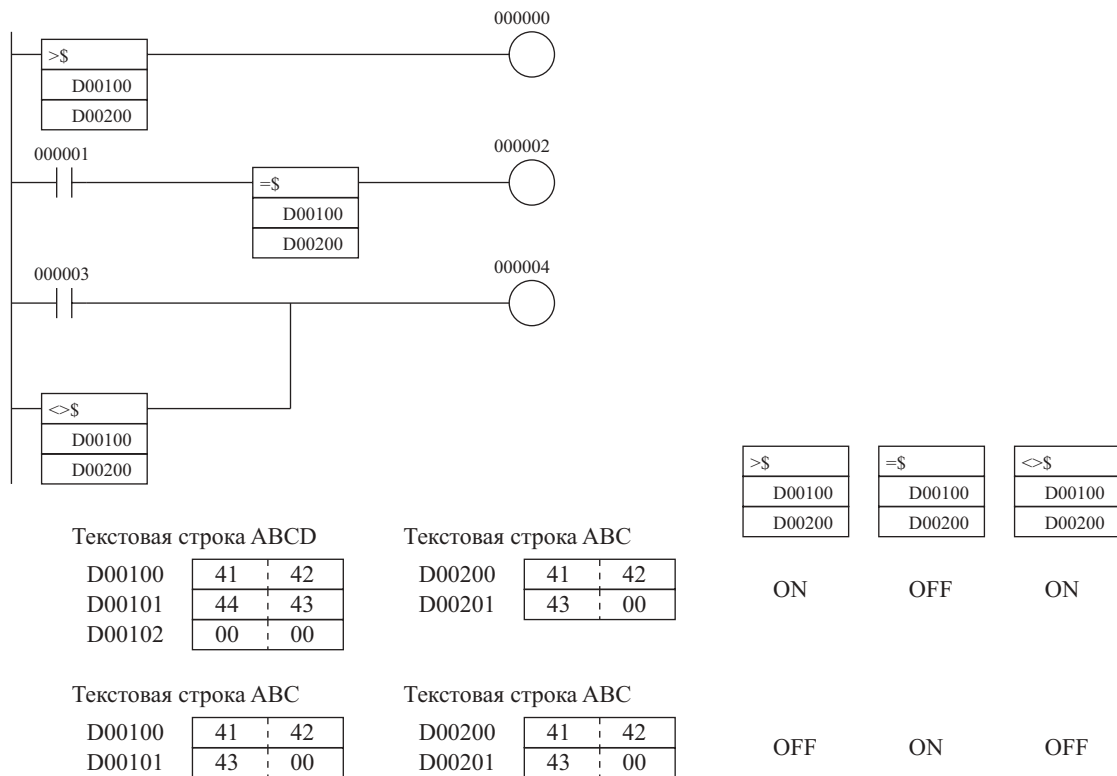 000000
>$
D00100
D00200
000001
000002
=$
D00100
D00200
000003
000004
<>$
D00100
D00200
>$ =$ <>$
D00100 D00100 D00100
D00200 D00200 D00200
Текстовая строка ABCD Текстовая строка ABC
D00100 41 42 D00200 41 42
D00101 44 43 D00201 43 00
D00102 00 00
ON OFF ON
Текстовая строка ABC Текстовая строка ABC
D00100 41 42 D00200 41 42
D00101 43 00 D00201 43 00
OFF ON OFF